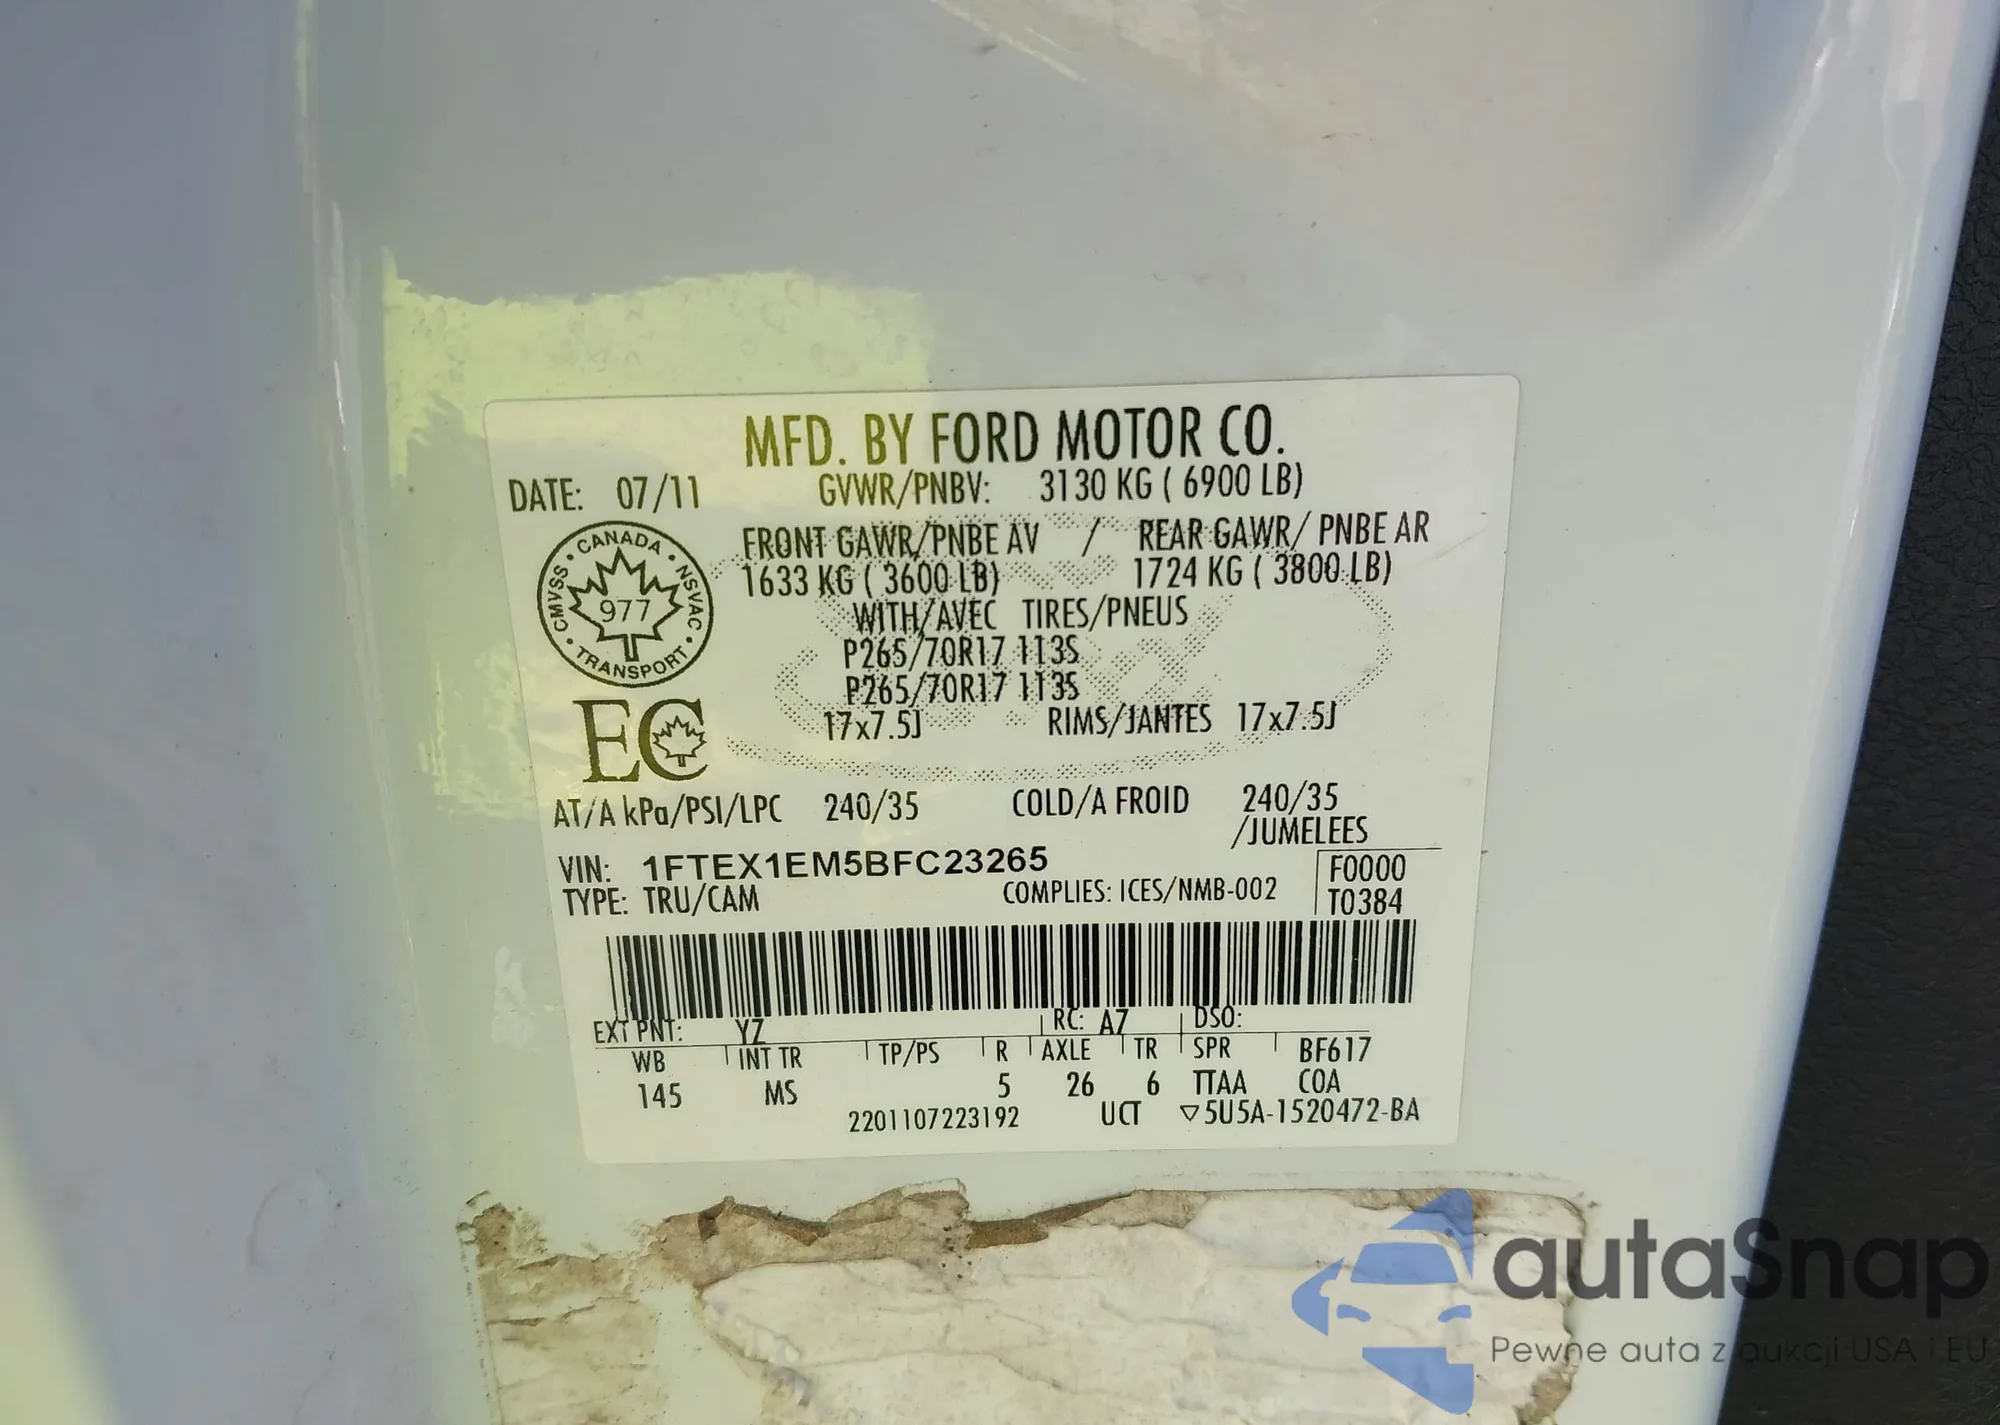 MFD. BY FORD MOTOR CO.
DATE: 07/11 GVWR/PNBV: 3130 KG ( 6900 LB)
FRONT GAWR/PNBE AV / REAR GAWR/ PNBE AR
1633 KG ( 3600 LB) 1724 KG ( 3800 LB)
WITH/AVEC TIRES/PNEUS
P265/70R17 113S
P265/70R17 113S
17x7.5J RIMS/JANTES 17x7.5J
CANADA · NSVAC · TRANSPORT · CMVSS ·
977
EC
AT/A kPa/PSI/LPC 240/35 COLD/A FROID 240/35
/JUMELEES
VIN: 1FTEX1EM5BFC23265 F0000
TYPE: TRU/CAM COMPLIES: ICES/NMB-002 T0384
EXT PNT: YZ RC: A7 DSO:
WB INT TR TP/PS R AXLE TR SPR BF617
145 MS 5 26 6 TTAA COA
2201107223192 UCT ▽5U5A-1520472-BA
autaSnap
Pewne auta z aukcji USA i EU